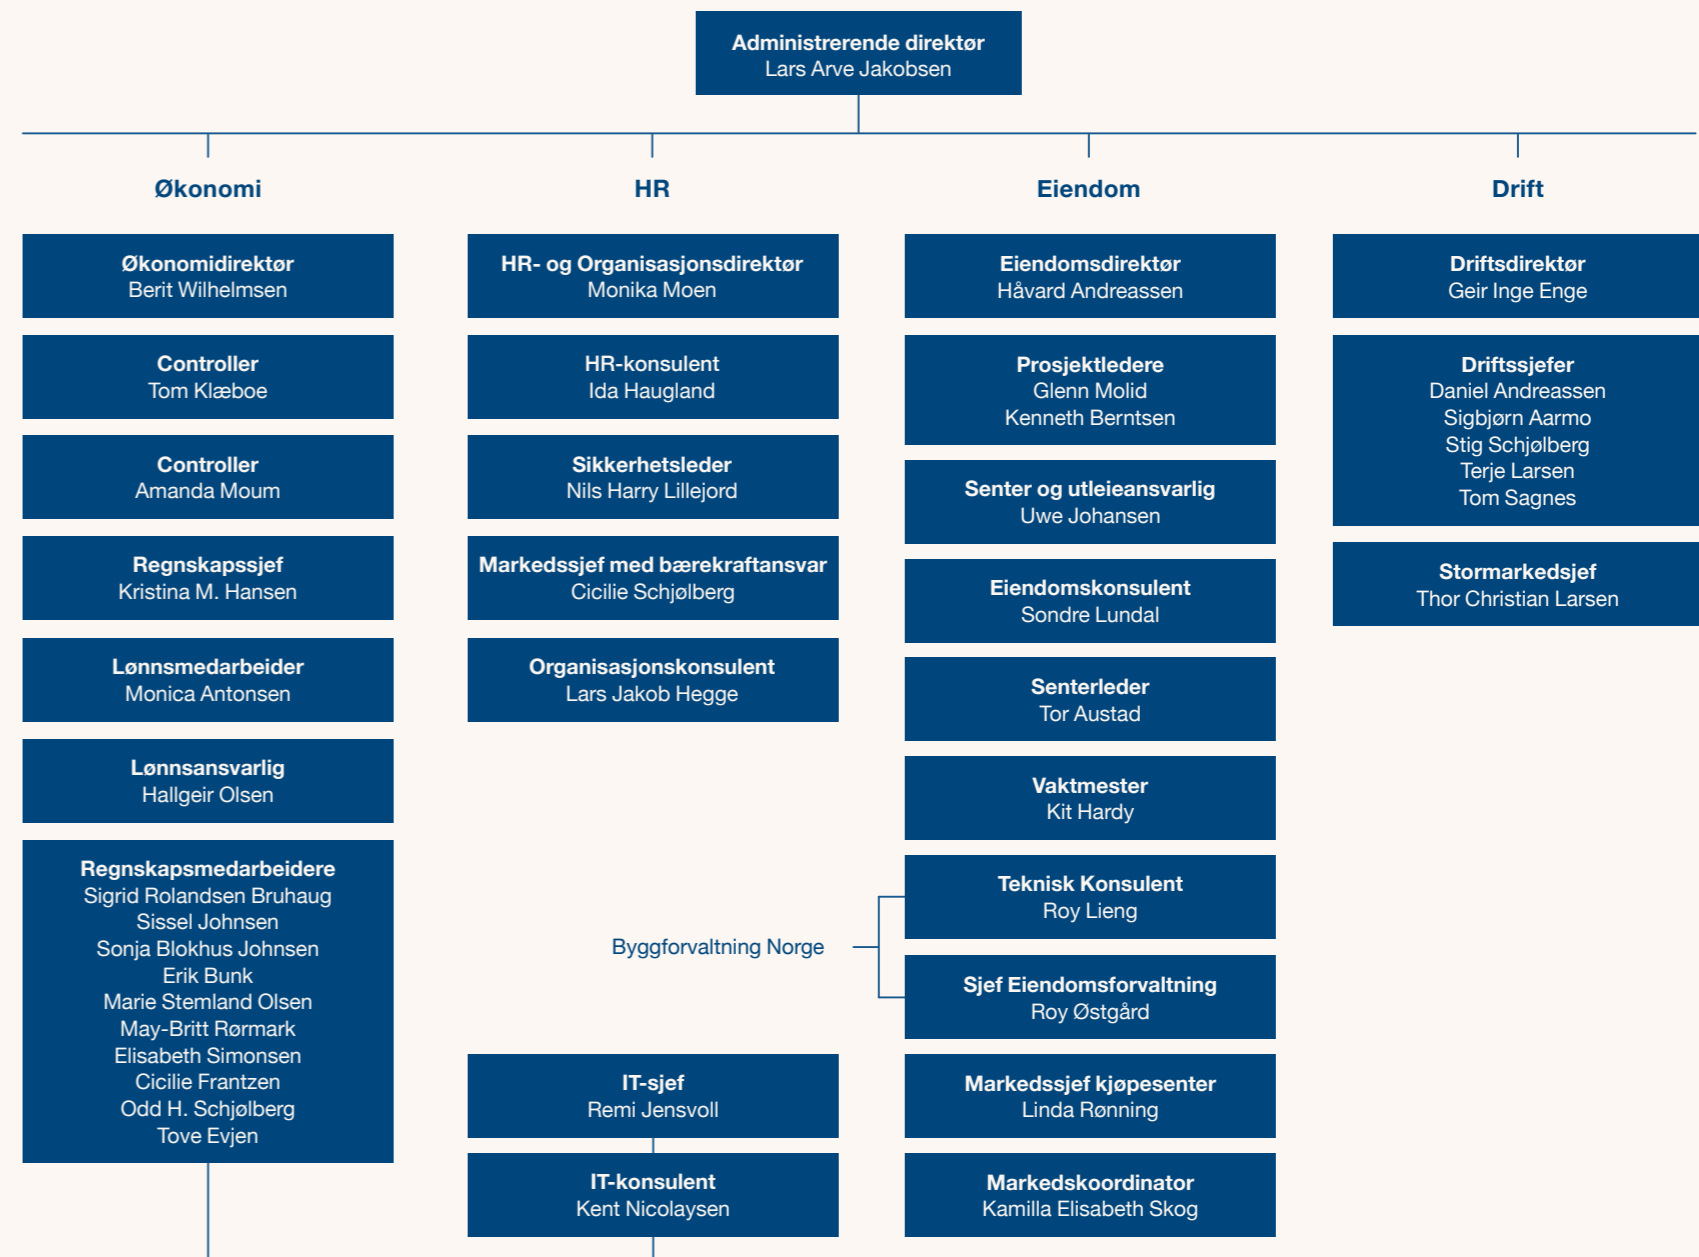 Administrerende direktør
Lars Arve Jakobsen
Økonomi
Økonomidirektør
Berit Wilhelmsen
Controller
Tom Klæboe
Controller
Amanda Moum
Regnskapssjef
Kristina M. Hansen
Lønnsmedarbeider
Monica Antonsen
Lønnsansvarlig
Hallgeir Olsen
Regnskapsmedarbeidere
Sigrid Rolandsen Bruhaug
Sissel Johnsen
Sonja Blokhus Johnsen
Erik Bunk
Marie Stemland Olsen
May-Britt Rørmark
Elisabeth Simonsen
Cicilie Frantzen
Odd H. Schjølberg
Tove Evjen
HR
HR- og Organisasjonsdirektør
Monika Moen
HR-konsulent
Ida Haugland
Sikkerhetsleder
Nils Harry Lillejord
Markedssjef med bærekraftansvar
Cicilie Schjølberg
Organisasjonskonsulent
Lars Jakob Hegge
IT-sjef
Remi Jensvoll
IT-konsulent
Kent Nicolaysen
Eiendom
Eiendomsdirektør
Håvard Andreassen
Prosjektledere
Glenn Molid
Kenneth Berntsen
Senter og utleieansvarlig
Uwe Johansen
Eiendomskonsulent
Sondre Lundal
Senterleder
Tor Austad
Vaktmester
Kit Hardy
Byggforvaltning Norge
Teknisk Konsulent
Roy Lieng
Sjef Eiendomsforvaltning
Roy Østgård
Markedssjef kjøpesenter
Linda Rønning
Markedskoordinator
Kamilla Elisabeth Skog
Drift
Driftsdirektør
Geir Inge Enge
Driftssjefer
Daniel Andreassen
Sigbjørn Aarmo
Stig Schjølberg
Terje Larsen
Tom Sagnes
Stormarkedsjef
Thor Christian Larsen